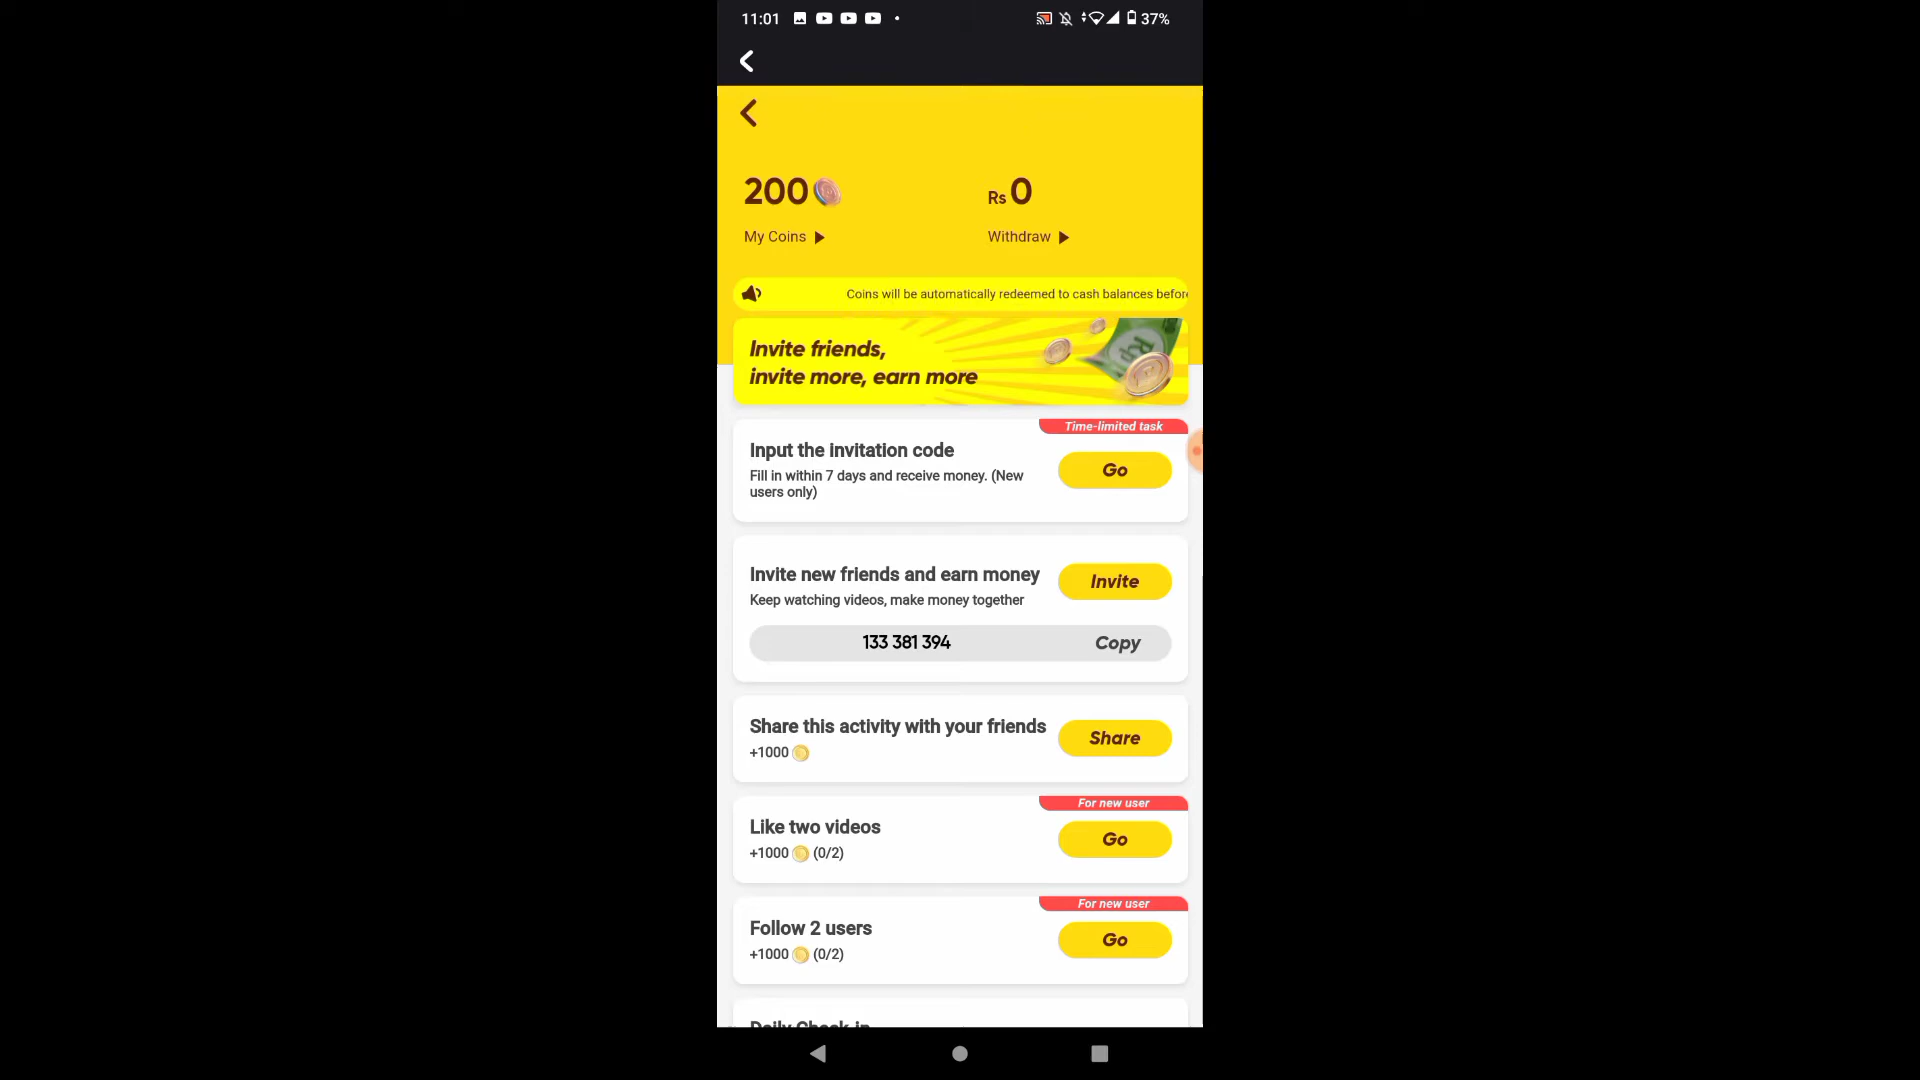 11:01
37%
200
Rs 0
My Coins
Withdraw
Coins will be automatically redeemed to cash balances before
Invite friends,
invite more, earn more
Time-limited task
Input the invitation code
Fill in within 7 days and receive money. (New
users only)
Go
Invite new friends and earn money
Keep watching videos, make money together
Invite
133 381 394
Copy
Share this activity with your friends
+1000
Share
For new user
Like two videos
+1000 (0/2)
Go
For new user
Follow 2 users
+1000 (0/2)
Go
Daily Check-in